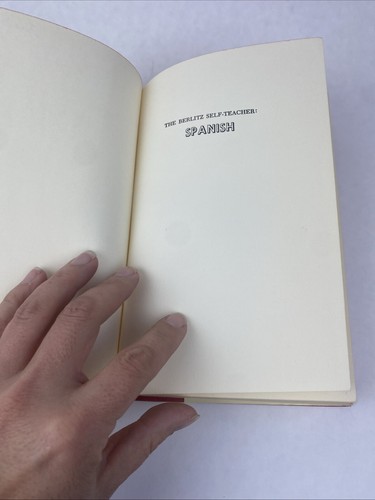 THE BERLITZ SELF-TEACHER:
SPANISH